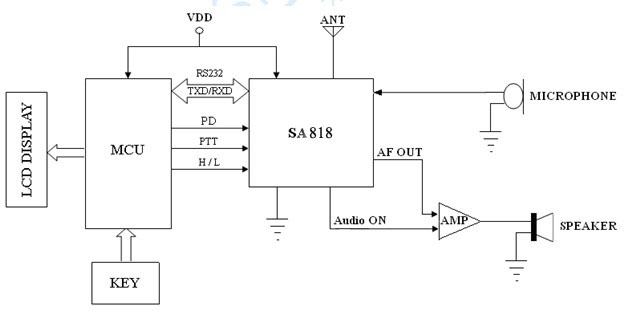 VDD
ANT
RS232
TXD/RXD
MICROPHONE
LCD DISPLAY
MCU
PD
PTT
H / L
SA818
AF OUT
Audio ON
AMP
SPEAKER
KEY